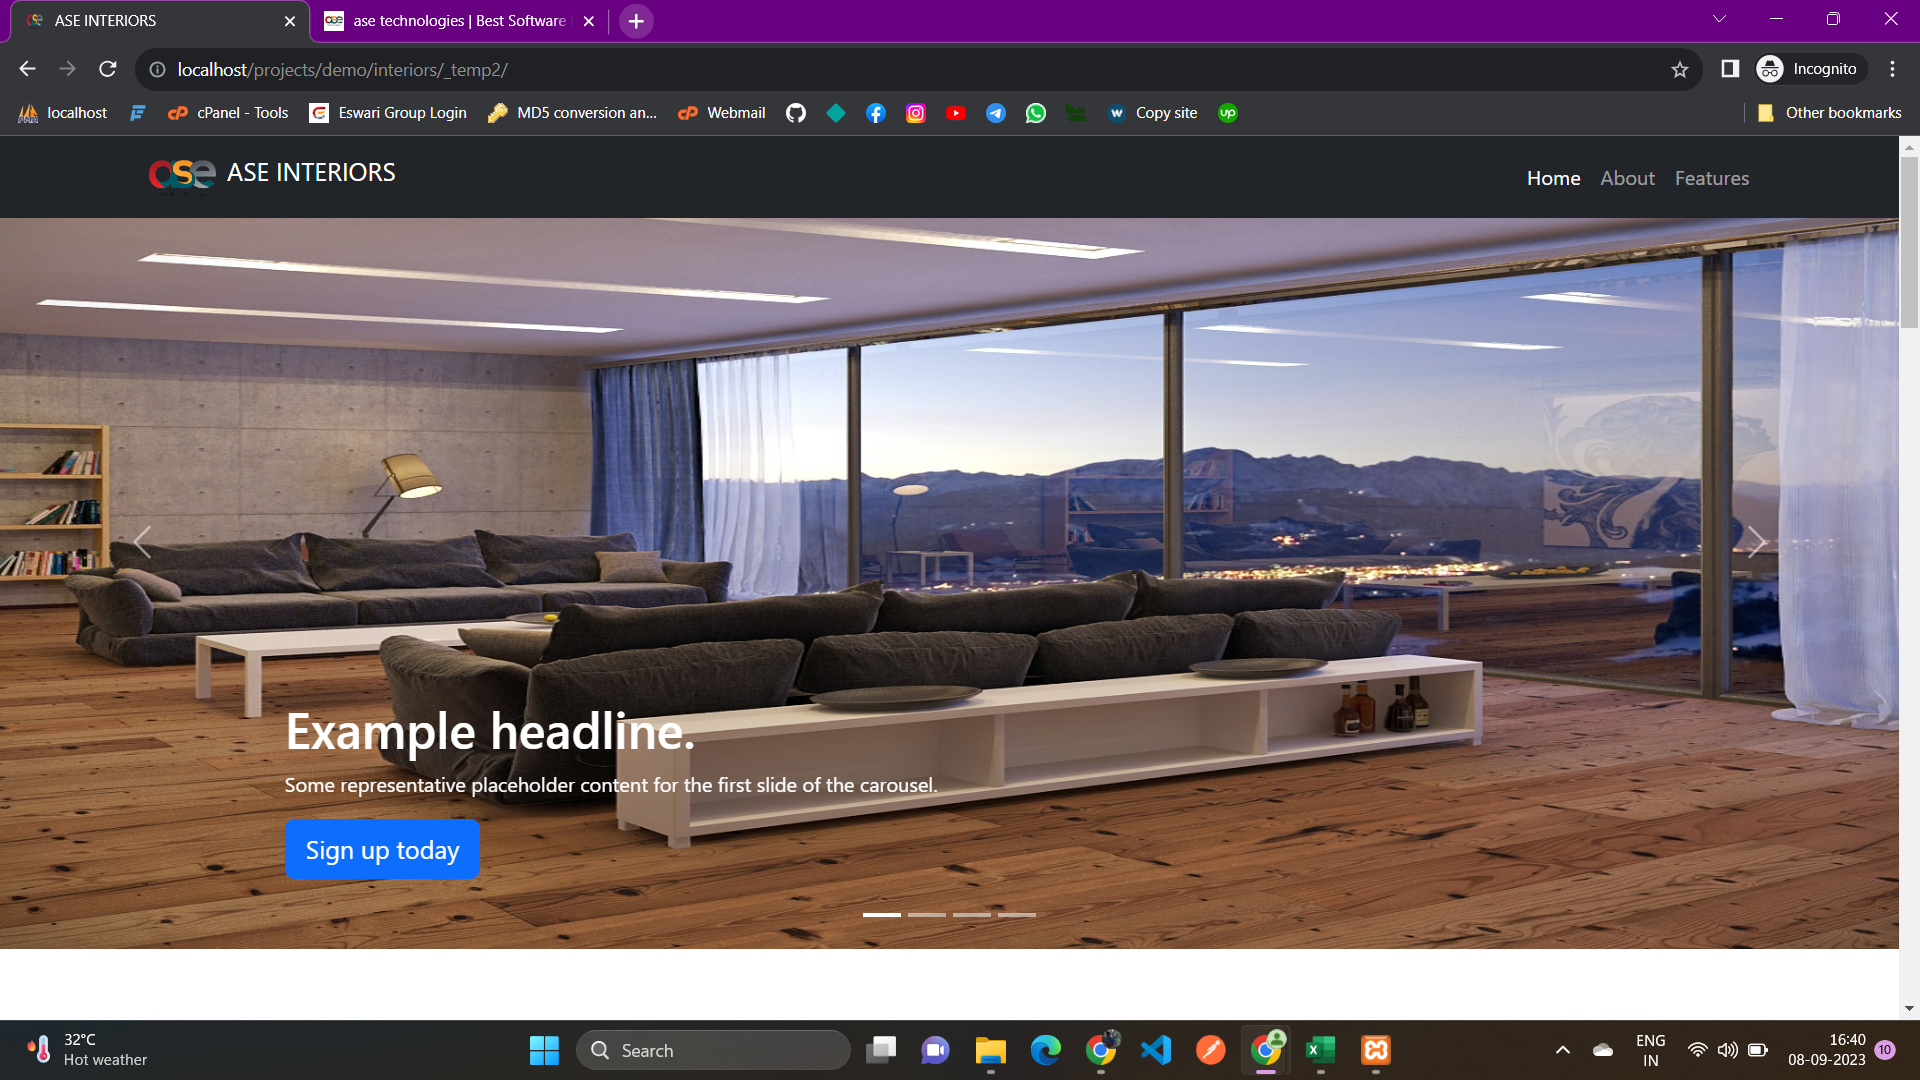 ASE INTERIORS
ase technologies | Best Software
localhost/projects/demo/interiors/_temp2/
Incognito
localhost
cPanel - Tools
Eswari Group Login
MD5 conversion an...
Webmail
Copy site
Other bookmarks
ase ASE INTERIORS
Home
About
Features
Example headline.
Some representative placeholder content for the first slide of the carousel.
Sign up today
32°C
Hot weather
Search
ENG
IN
16:40
08-09-2023
10